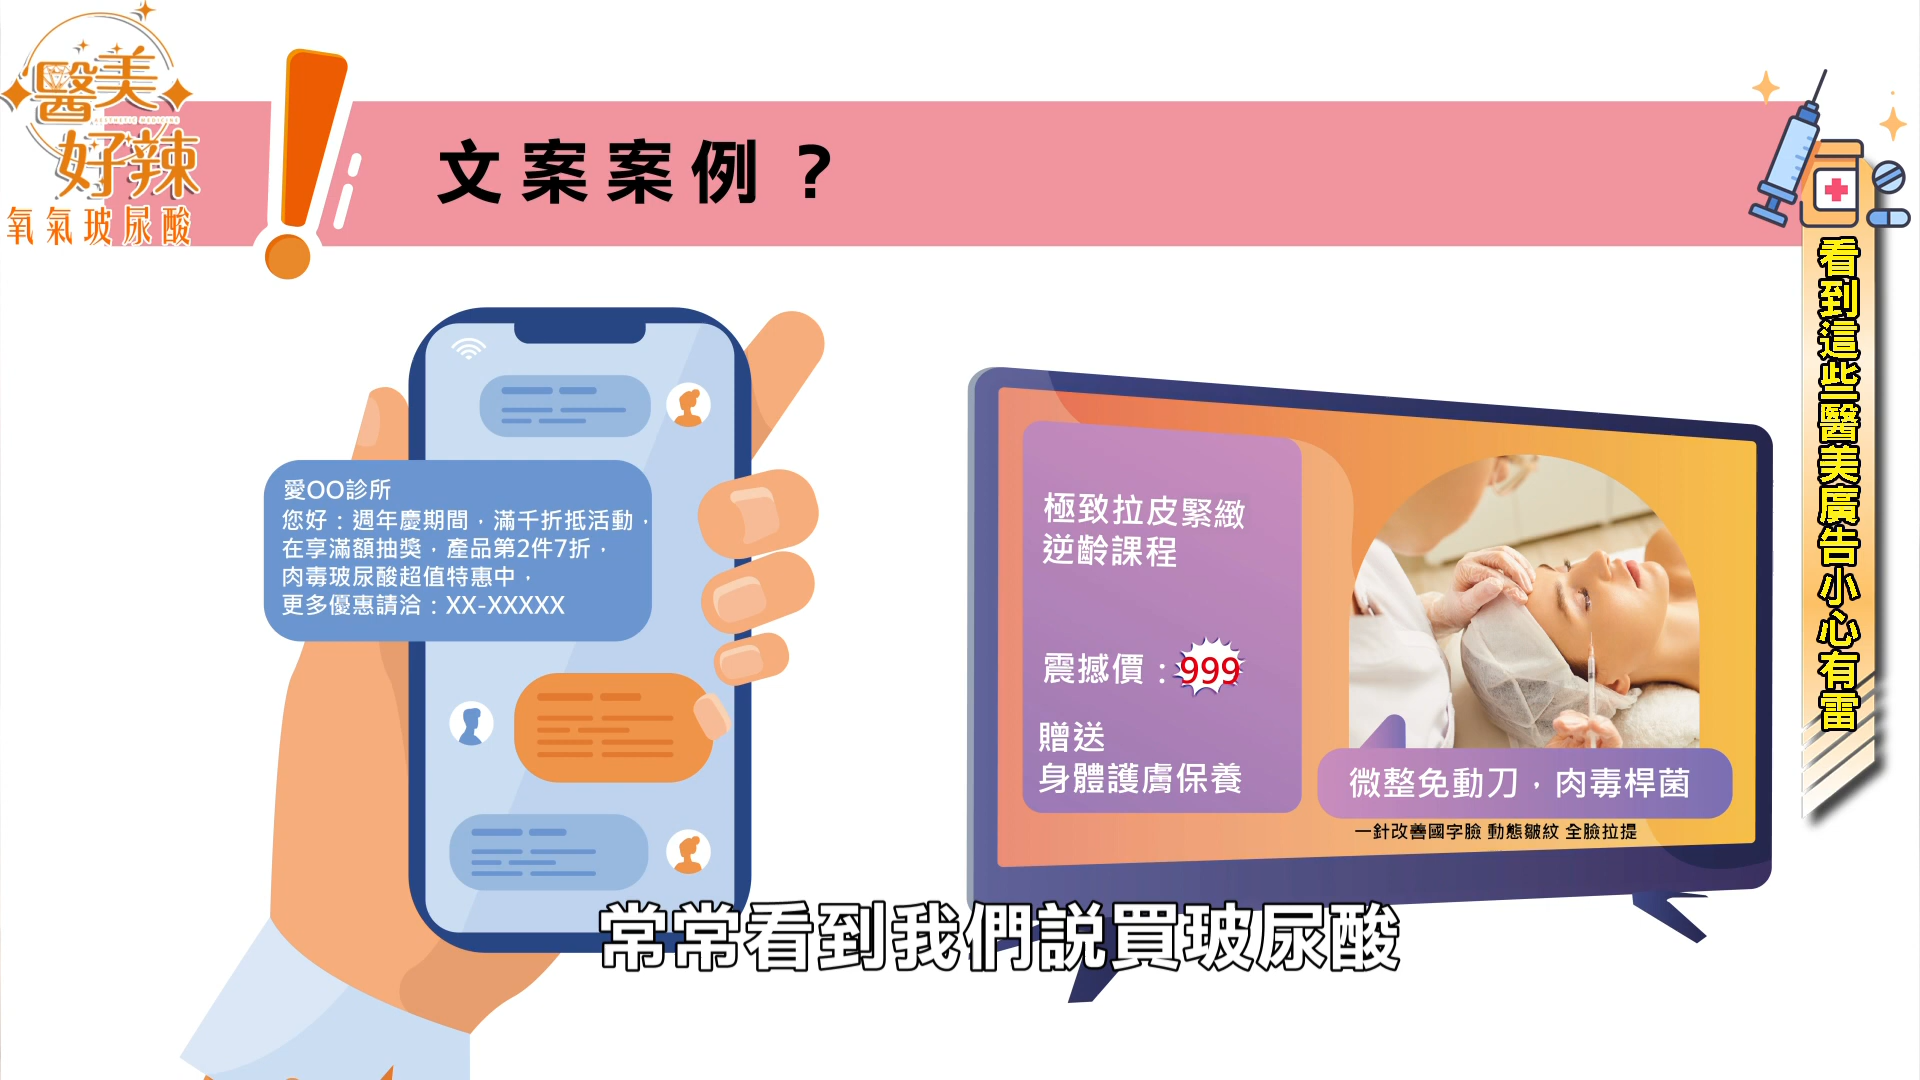 醫美
AESTHETIC MEDICINE
好辣
氧氣玻尿酸
文案案例？
看到這些醫美廣告小心有雷
愛OO診所
您好：週年慶期間，滿千折抵活動，
在享滿額抽獎，產品第2件7折，
肉毒玻尿酸超值特惠中，
更多優惠請洽：XX-XXXXX
極致拉皮緊緻
逆齡課程
震撼價：999
贈送
身體護膚保養
微整免動刀，肉毒桿菌
一針改善國字臉 動態皺紋 全臉拉提
常常看到我們説買玻尿酸